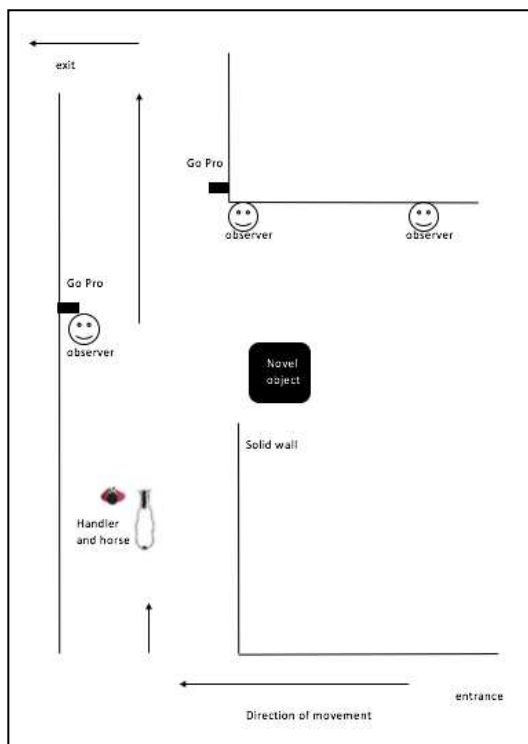 exit
Go Pro
observer
observer
Go Pro
observer
Novel
object
Solid wall
Handler
and horse
entrance
Direction of movement